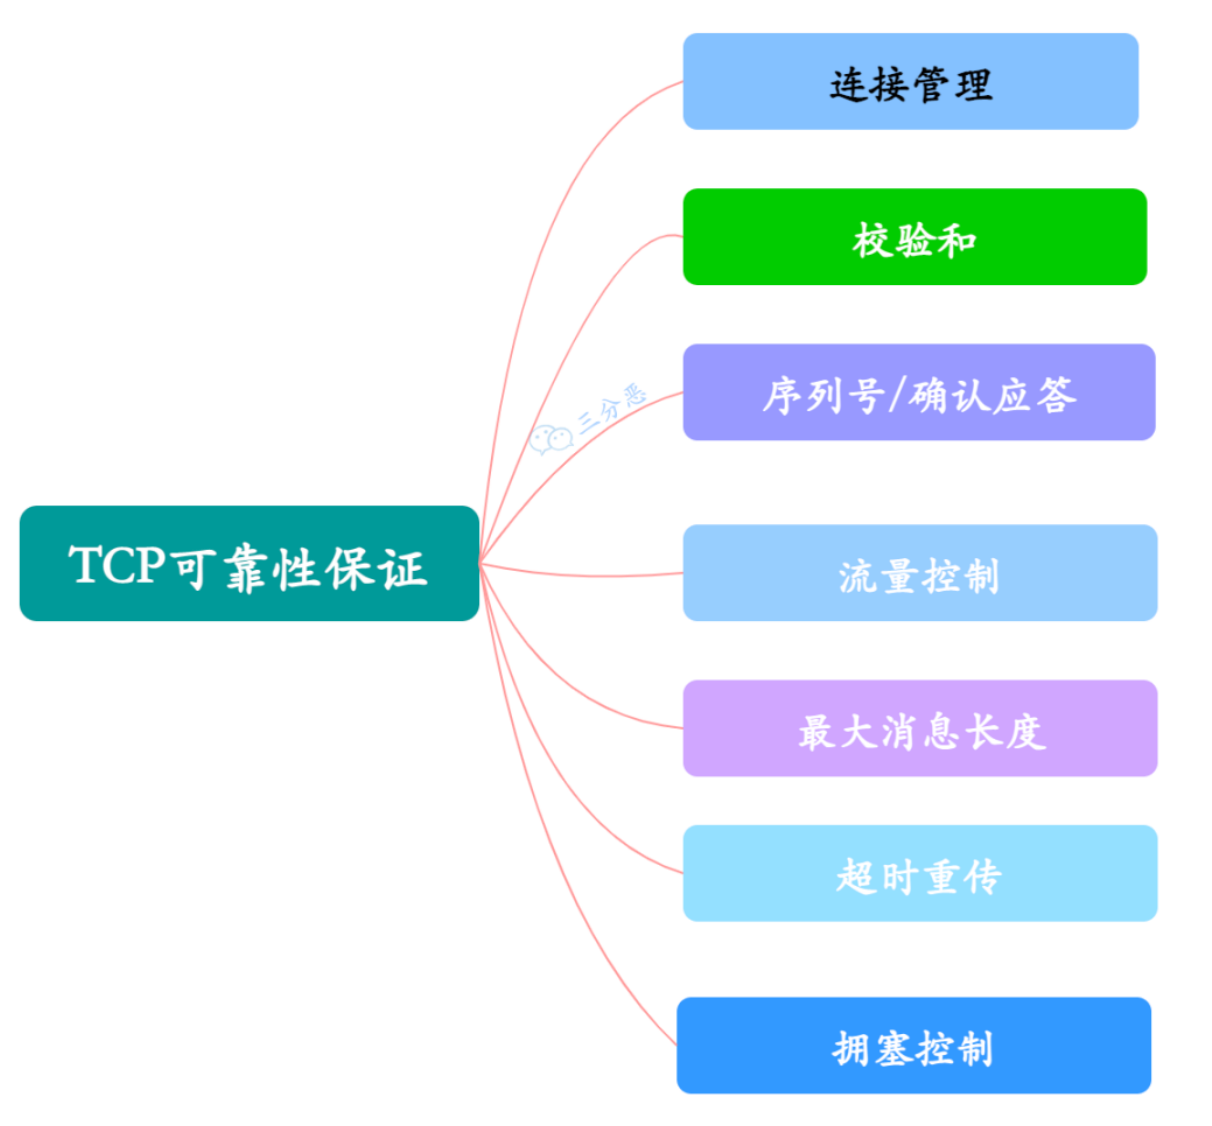 连接管理
校验和
序列号/确认应答
三分恶
TCP可靠性保证
流量控制
最大消息长度
超时重传
拥塞控制